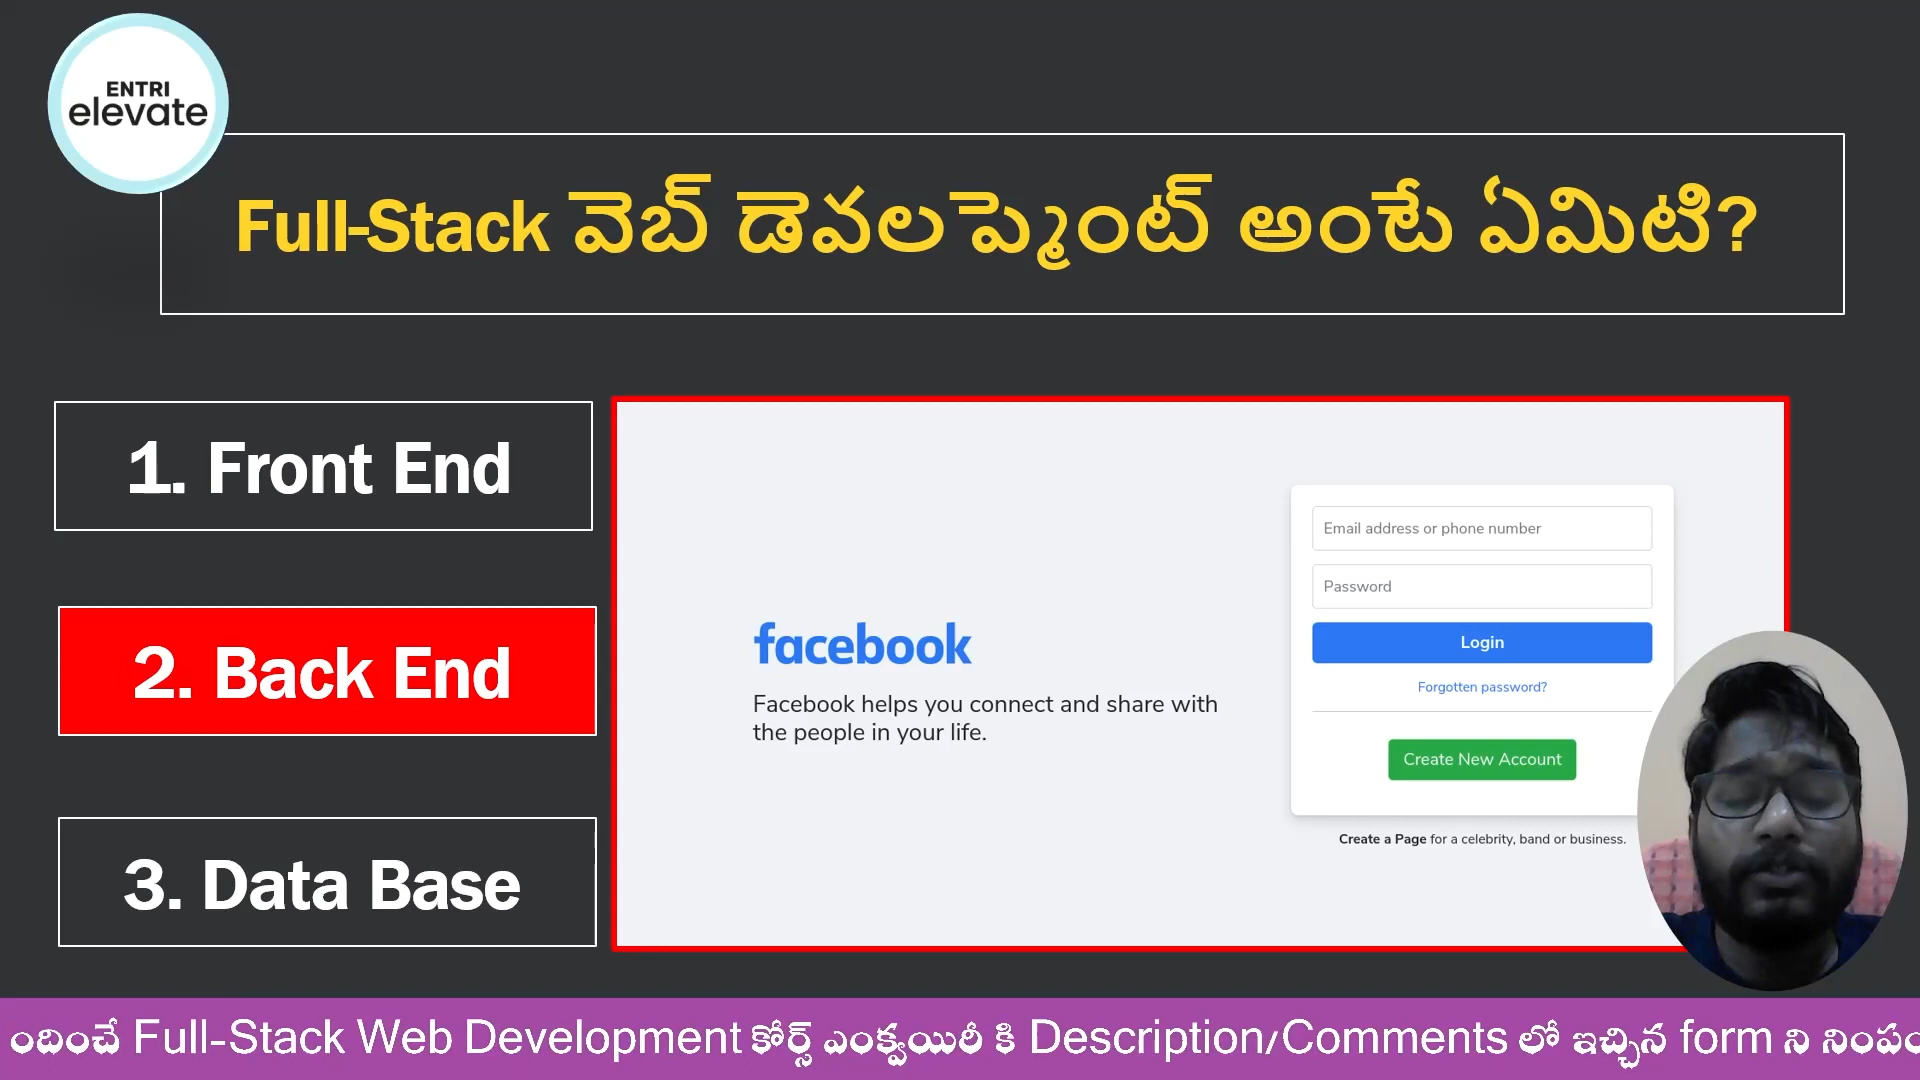 ENTRI
elevate
Full-Stack వెబ్ డెవలప్మెంట్ అంటే ఏమిటి?
1. Front End
2. Back End
3. Data Base
Email address or phone number
Password
Login
Forgotten password?
Create New Account
Create a Page for a celebrity, band or business.
facebook
Facebook helps you connect and share with
the people in your life.
ందించే Full-Stack Web Development కోర్స్ ఎంక్వయిరీ కి Description/Comments లో ఇచ్చిన form ని నింపం